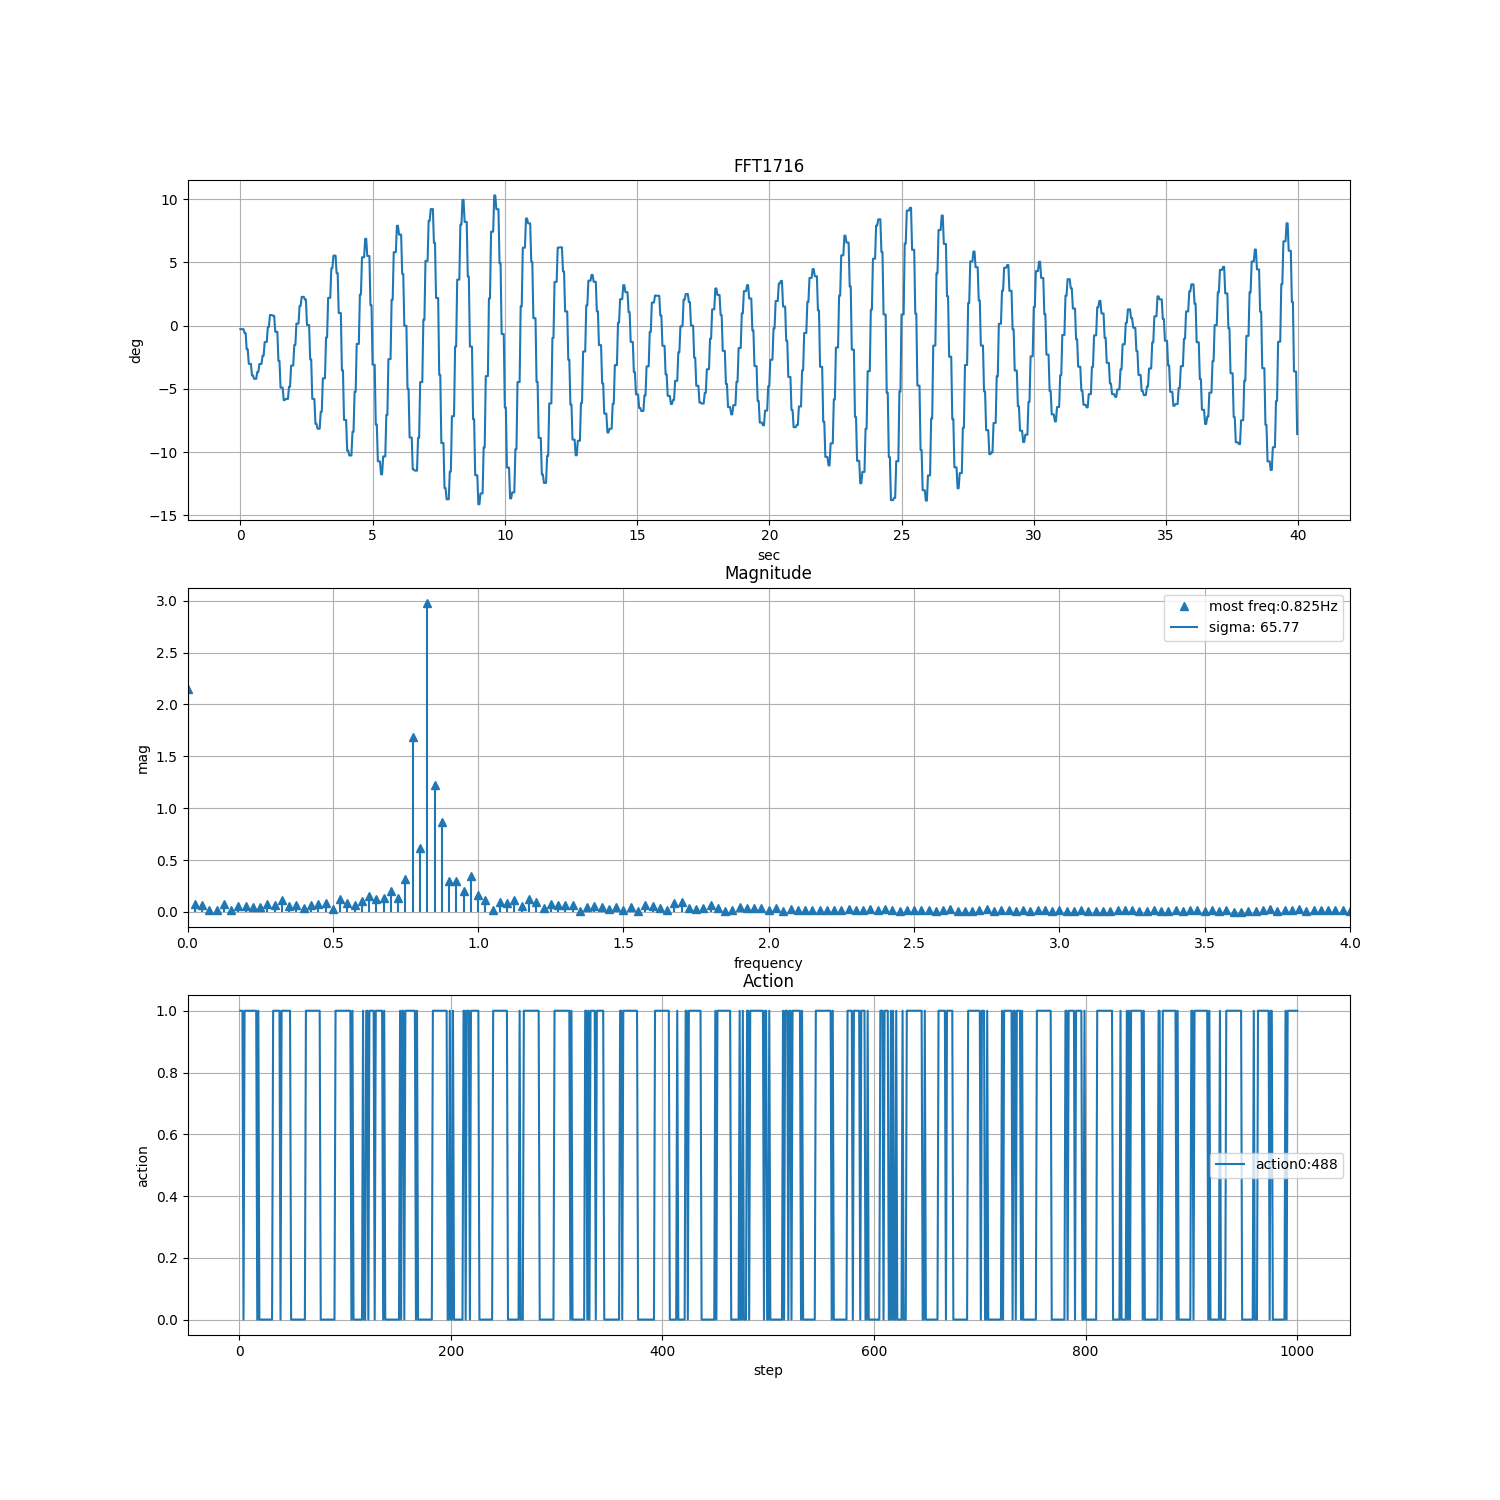 FFT1716
10
5
0
−5
−10
−15
deg
0 5 10 15 20 25 30 35 40
sec
Magnitude
3.0
2.5
2.0
1.5
1.0
0.5
0.0
mag
most freq:0.825Hz
sigma: 65.77
0.0 0.5 1.0 1.5 2.0 2.5 3.0 3.5 4.0
frequency
Action
1.0
0.8
0.6
0.4
0.2
0.0
action
action0:488
0 200 400 600 800 1000
step